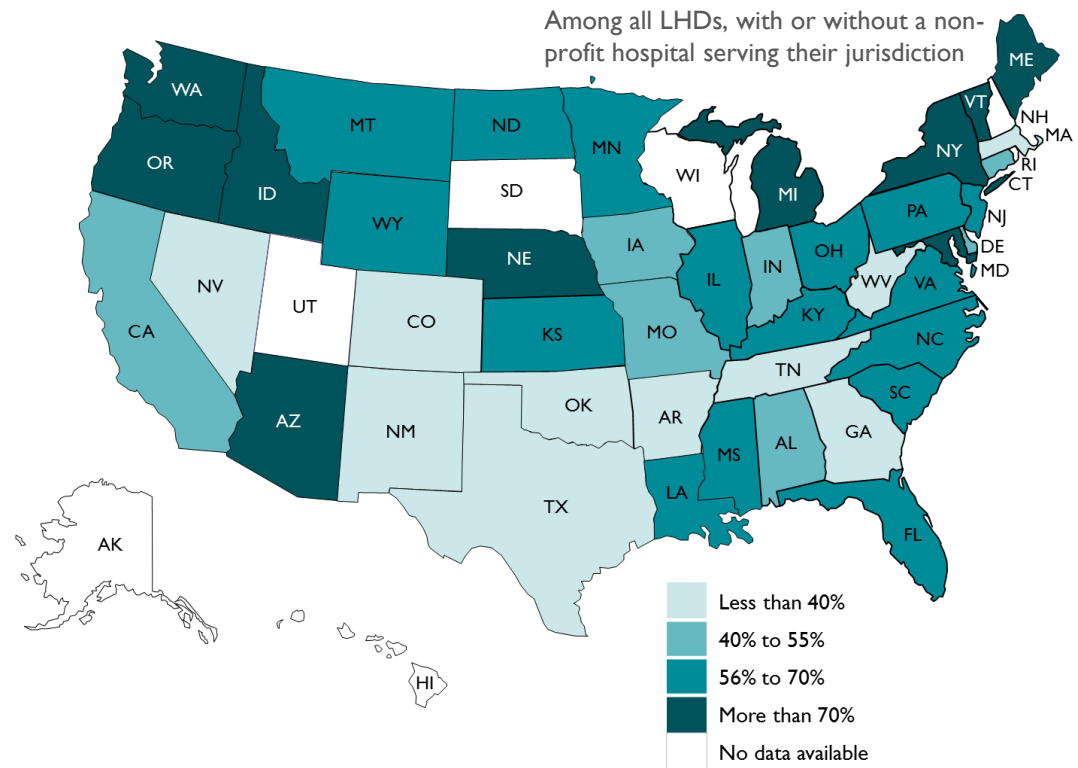 Among all LHDs, with or without a non-
profit hospital serving their jurisdiction
ME
WA
VT
NH
MT
ND
MA
MN
NY
OR
RI
WI
ID
SD
CT
MI
WY
PA
NJ
IA
NE
OH
DE
IN
MD
NV
IL
WV
VA
UT
CO
CA
KS
MO
KY
NC
TN
OK
SC
AZ
AR
NM
GA
AL
MS
LA
TX
FL
AK
HI
Less than 40%
40% to 55%
56% to 70%
More than 70%
No data available